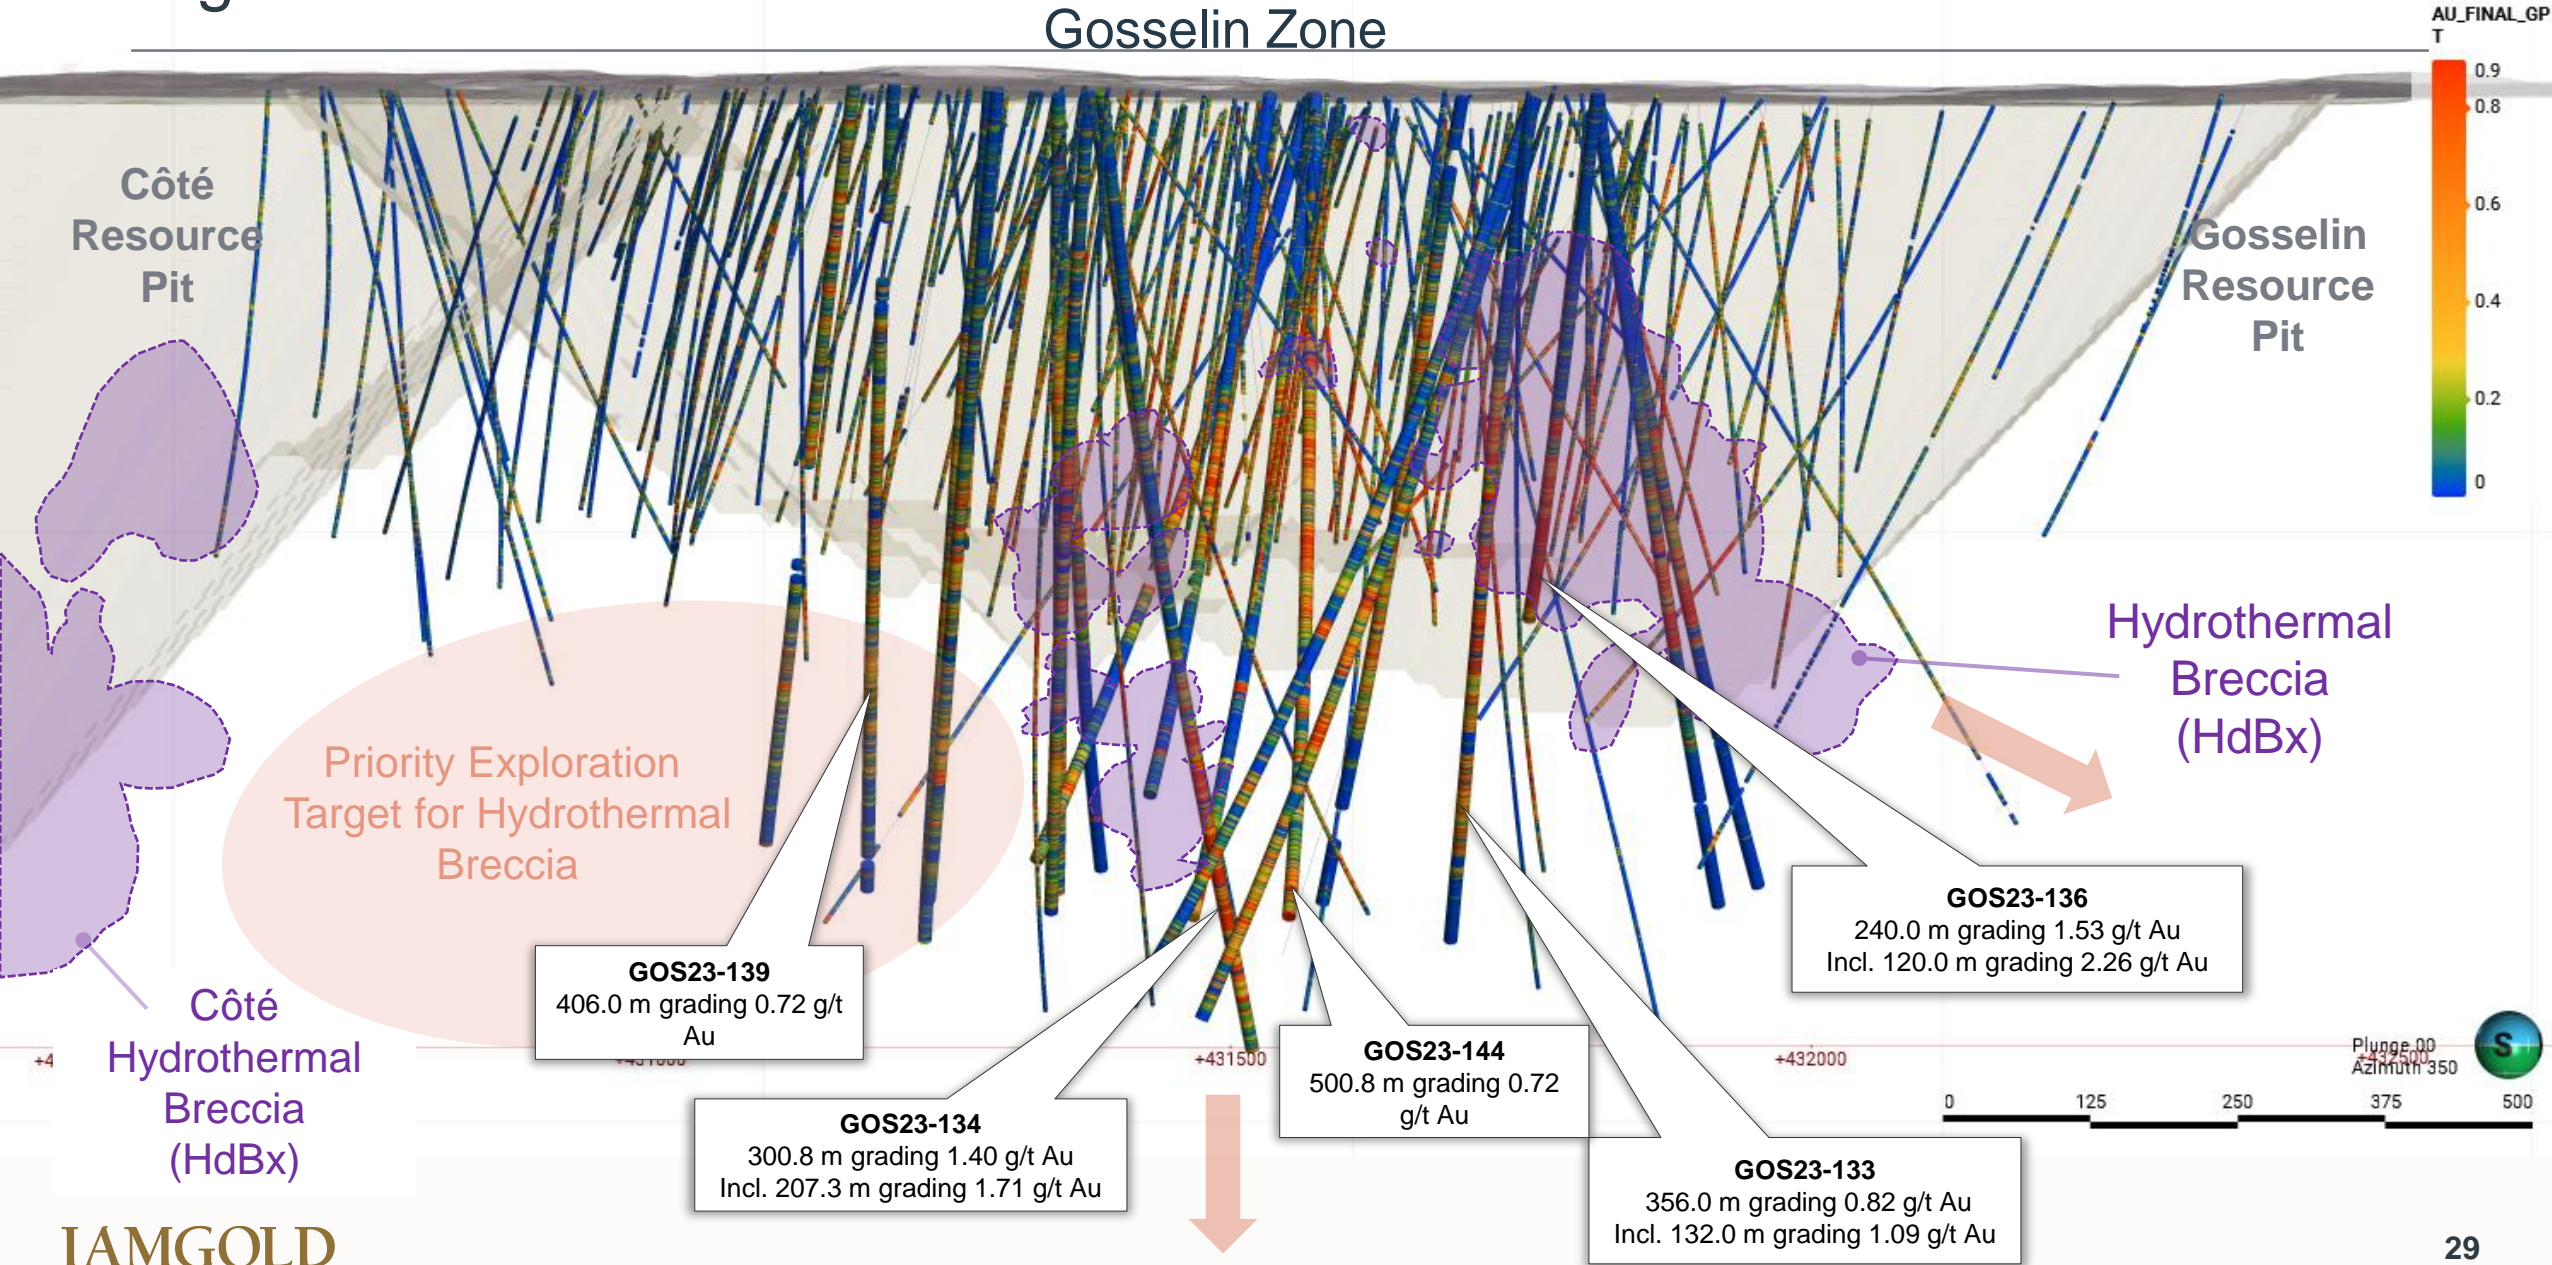 Gosselin Zone
AU_FINAL_GP
T
0.9
0.8
0.6
0.4
0.2
0
Côté
Resource
Pit
Gosselin
Resource
Pit
Hydrothermal
Breccia
(HdBx)
Priority Exploration
Target for Hydrothermal
Breccia
GOS23-136
240.0 m grading 1.53 g/t Au
Incl. 120.0 m grading 2.26 g/t Au
GOS23-139
406.0 m grading 0.72 g/t
Au
Côté
Hydrothermal
Breccia
(HdBx)
GOS23-144
500.8 m grading 0.72
g/t Au
GOS23-134
300.8 m grading 1.40 g/t Au
Incl. 207.3 m grading 1.71 g/t Au
GOS23-133
356.0 m grading 0.82 g/t Au
Incl. 132.0 m grading 1.09 g/t Au
+4
+431000
+431500
+432000
+432500
Plunge 00
Azimuth 350
S
0 125 250 375 500
IAMGOLD
29